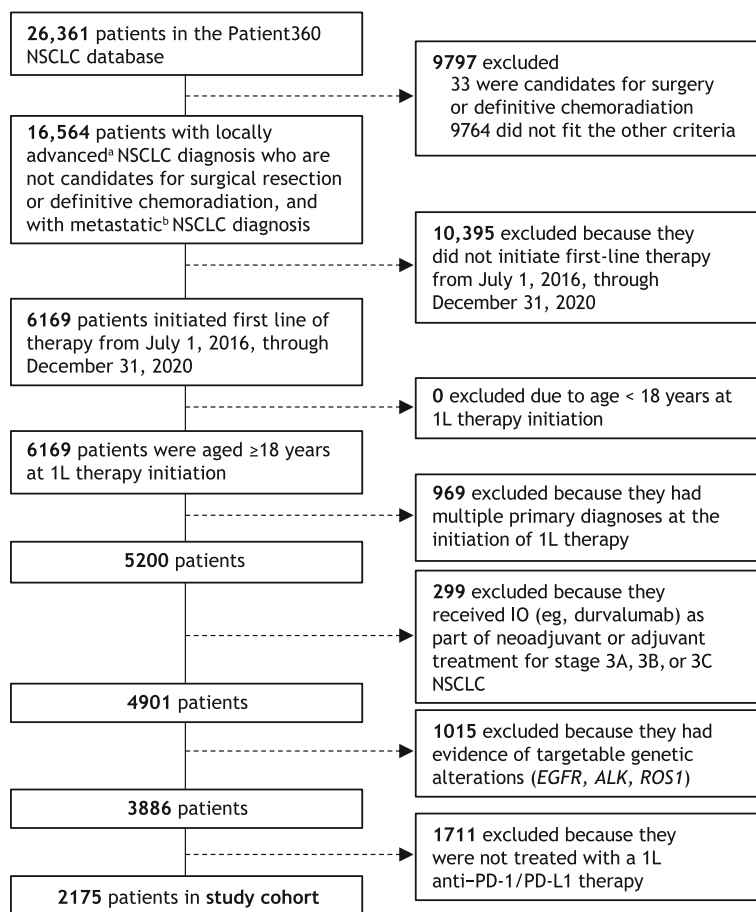 26,361 patients in the Patient360
NSCLC database
9797 excluded
33 were candidates for surgery
or definitive chemoradiation
9764 did not fit the other criteria
16,564 patients with locally
advancedᵃ NSCLC diagnosis who are
not candidates for surgical resection
or definitive chemoradiation, and
with metastaticᵇ NSCLC diagnosis
10,395 excluded because they
did not initiate first-line therapy
from July 1, 2016, through
December 31, 2020
6169 patients initiated first line of
therapy from July 1, 2016, through
December 31, 2020
0 excluded due to age < 18 years at
1L therapy initiation
6169 patients were aged ≥18 years
at 1L therapy initiation
969 excluded because they had
multiple primary diagnoses at the
initiation of 1L therapy
5200 patients
299 excluded because they
received IO (eg, durvalumab) as
part of neoadjuvant or adjuvant
treatment for stage 3A, 3B, or 3C
NSCLC
4901 patients
1015 excluded because they had
evidence of targetable genetic
alterations (EGFR, ALK, ROS1)
3886 patients
1711 excluded because they
were not treated with a 1L
anti−PD-1/PD-L1 therapy
2175 patients in study cohort